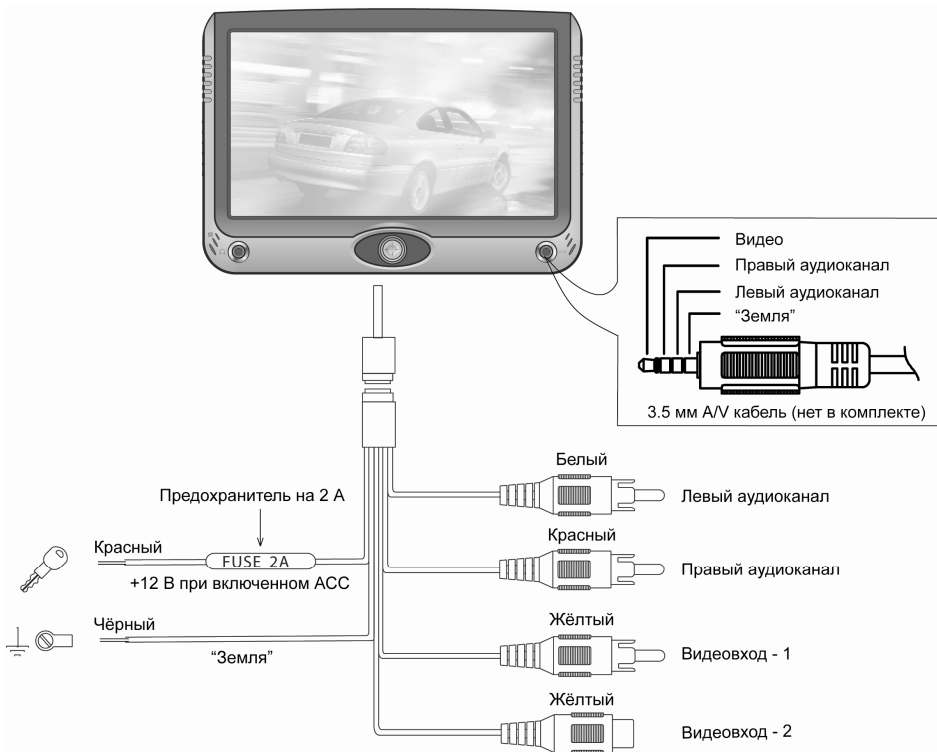 Видео
Правый аудиоканал
Левый аудиоканал
“Земля”
3.5 мм A/V кабель (нет в комплекте)
Белый
Левый аудиоканал
Предохранитель на 2 А
Красный
Красный
FUSE 2A
Правый аудиоканал
+12 В при включенном ACC
Чёрный
“Земля”
Жёлтый
Видеовход - 1
Жёлтый
Видеовход - 2